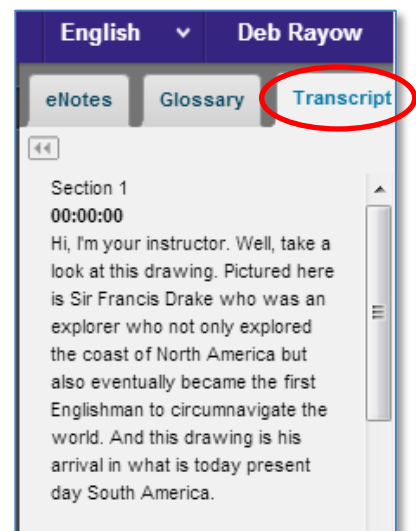 English Deb Rayow
eNotes Glossary Transcript
Section 1
00:00:00
Hi, I'm your instructor. Well, take a
look at this drawing. Pictured here
is Sir Francis Drake who was an
explorer who not only explored
the coast of North America but
also eventually became the first
Englishman to circumnavigate the
world. And this drawing is his
arrival in what is today present
day South America.